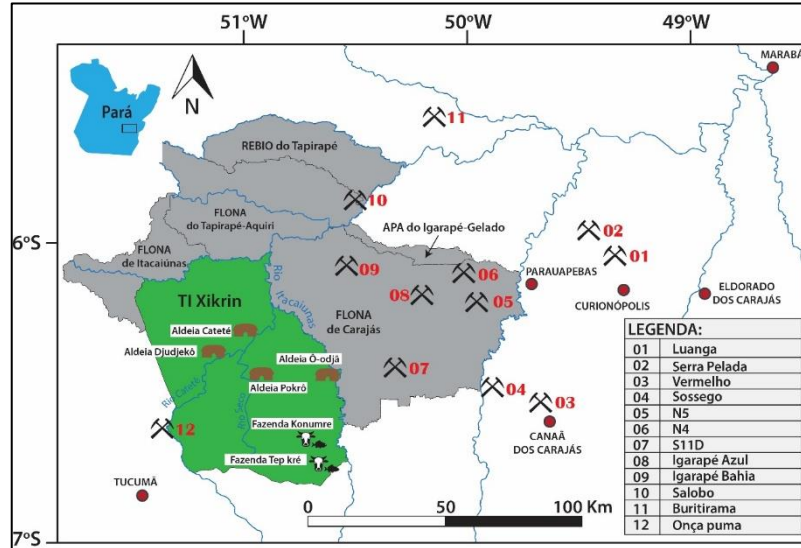 51°W
50°W
49°W
MARABÁ
Pará
N
11
REBIO do Tapirapé
10
FLONA
do Tapirapé-Aquiri
APA do Igarapé-Gelado
02
6°S
01
FLONA
de Itacaiúnas
09
06
PARAUAPEBAS
Rio
Itacaiunas
TI Xikrin
08
05
CURIONÓPOLIS
ELDORADO
DOS CARAJÁS
FLONA
de Carajás
Aldeia Cateté
Aldeia Djudjekô
Aldeia Ô-odjã
07
Aldeia Pokrô
04
03
Rio Cateté
Rio Seco
12
Fazenda Konumre
CANAÃ
DOS CARAJÁS
Fazenda Tep kré
TUCUMÃ
0
50
100 Km
7°S
LEGENDA:
01 Luanga
02 Serra Pelada
03 Vermelho
04 Sossego
05 N5
06 N4
07 S11D
08 Igarapé Azul
09 Igarapé Bahia
10 Salobo
11 Buritirama
12 Onça puma